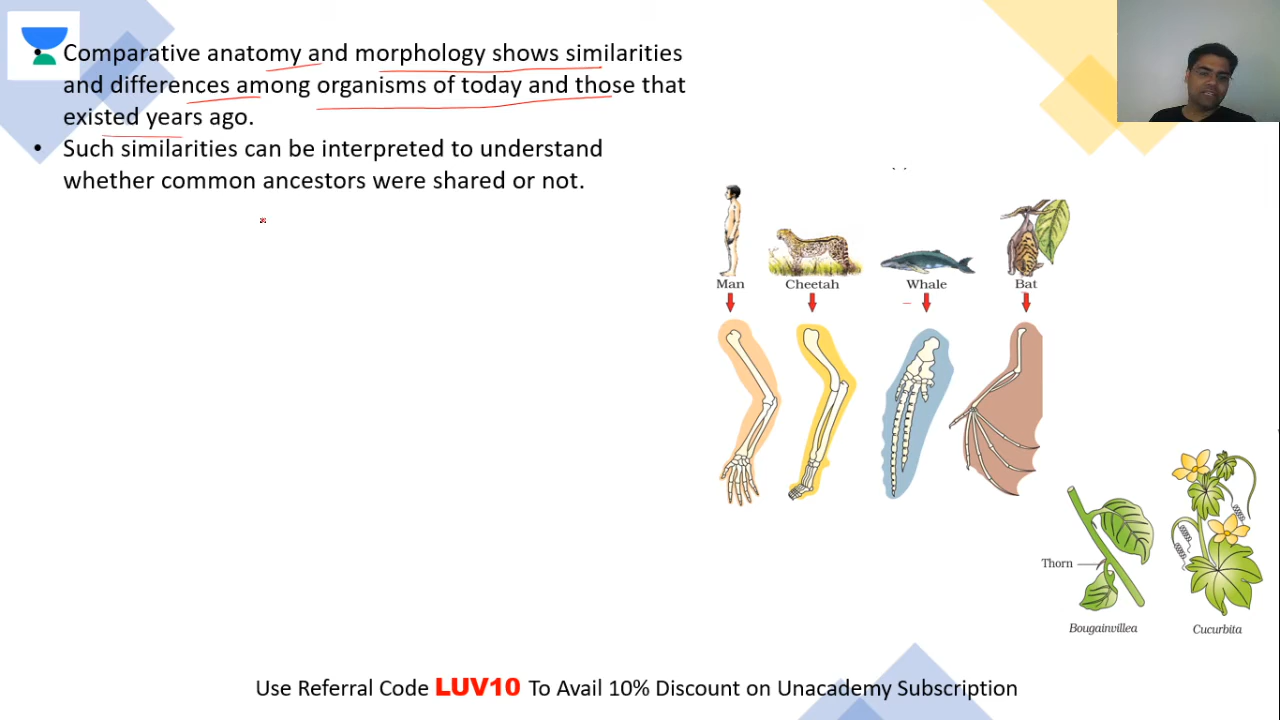 • Comparative anatomy and morphology shows similarities
and differences among organisms of today and those that
existed years ago.
• Such similarities can be interpreted to understand
whether common ancestors were shared or not.
Man Cheetah Whale Bat
Thorn
Bougainvillea Cucurbita
Use Referral Code LUV10 To Avail 10% Discount on Unacademy Subscription